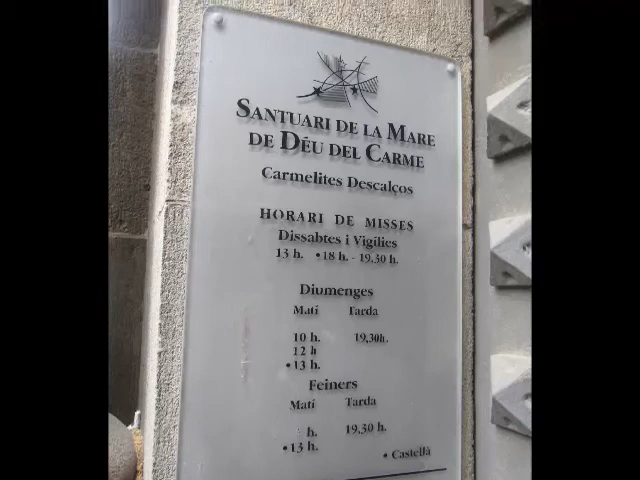 SANTUARI DE LA MARE
DE DÉU DEL CARME
Carmelites Descalços
HORARI DE MISSES
Dissabtes i Vigílies
13 h. •18 h. - 19.30 h.
Diumenges
Matí Tarda
10 h. 19,30h.
12 h
•13 h.
Feiners
Matí Tarda
h. 19.30 h.
•13 h.
• Castellà